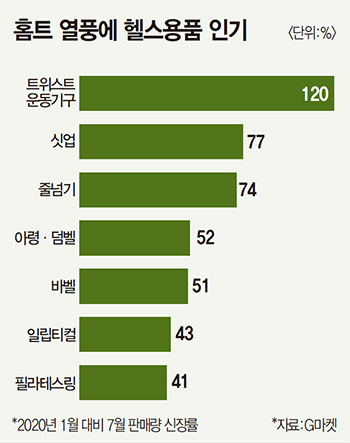 홈트 열풍에 헬스용품 인기 〈단위:%〉
트위스트
운동기구 120
싯업 77
줄넘기 74
아령·덤벨 52
바벨 51
일립티컬 43
필라테스링 41
*2020년 1월 대비 7월 판매량 신장률 *자료:G마켓